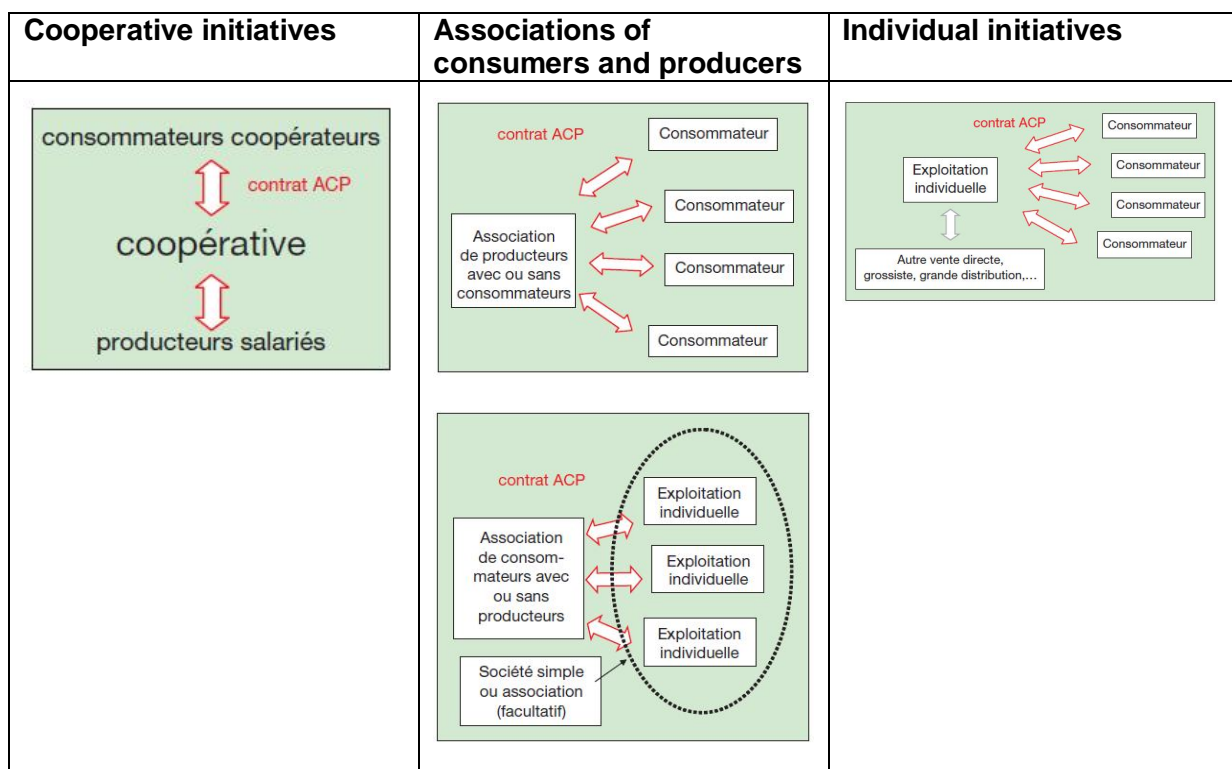 Cooperative initiatives
Associations of
consumers and producers
Individual initiatives
consommateurs coopérateurs
contrat ACP
coopérative
producteurs salariés
contrat ACP
Consommateur
Consommateur
Association
de producteurs
avec ou sans
consommateurs
Consommateur
Consommateur
contrat ACP
Exploitation
individuelle
Association
de consom-
mateurs avec
ou sans
producteurs
Exploitation
individuelle
Exploitation
individuelle
Société simple
ou association
(facultatif)
contrat ACP
Consommateur
Exploitation
individuelle
Consommateur
Consommateur
Consommateur
Autre vente directe,
grossiste, grande distribution,...